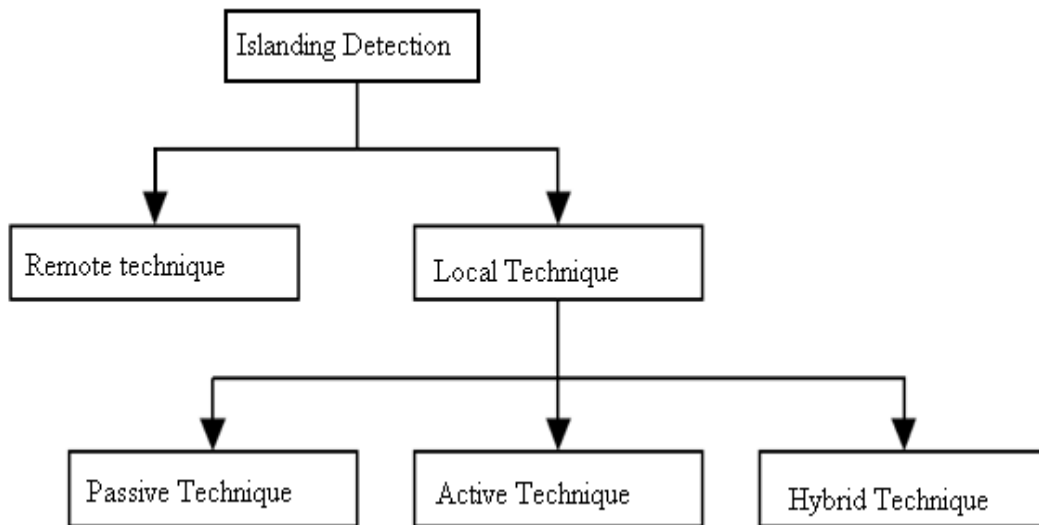 Islanding Detection
Remote technique
Local Technique
Passive Technique
Active Technique
Hybrid Technique